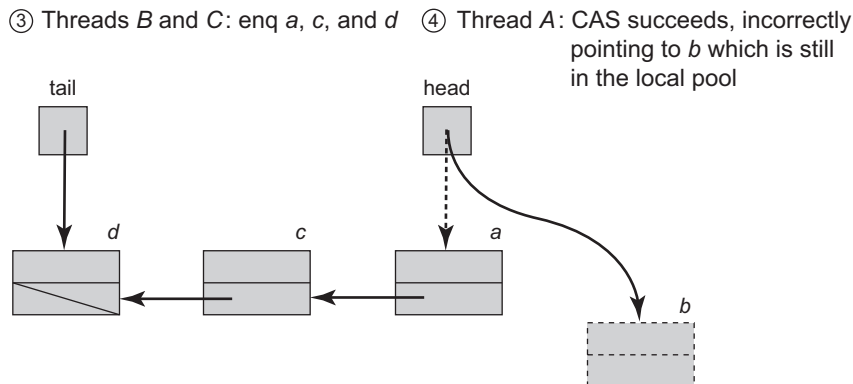 ③ Threads B and C: enq a, c, and d
④ Thread A: CAS succeeds, incorrectly
pointing to b which is still
in the local pool
tail
head
d
c
a
b